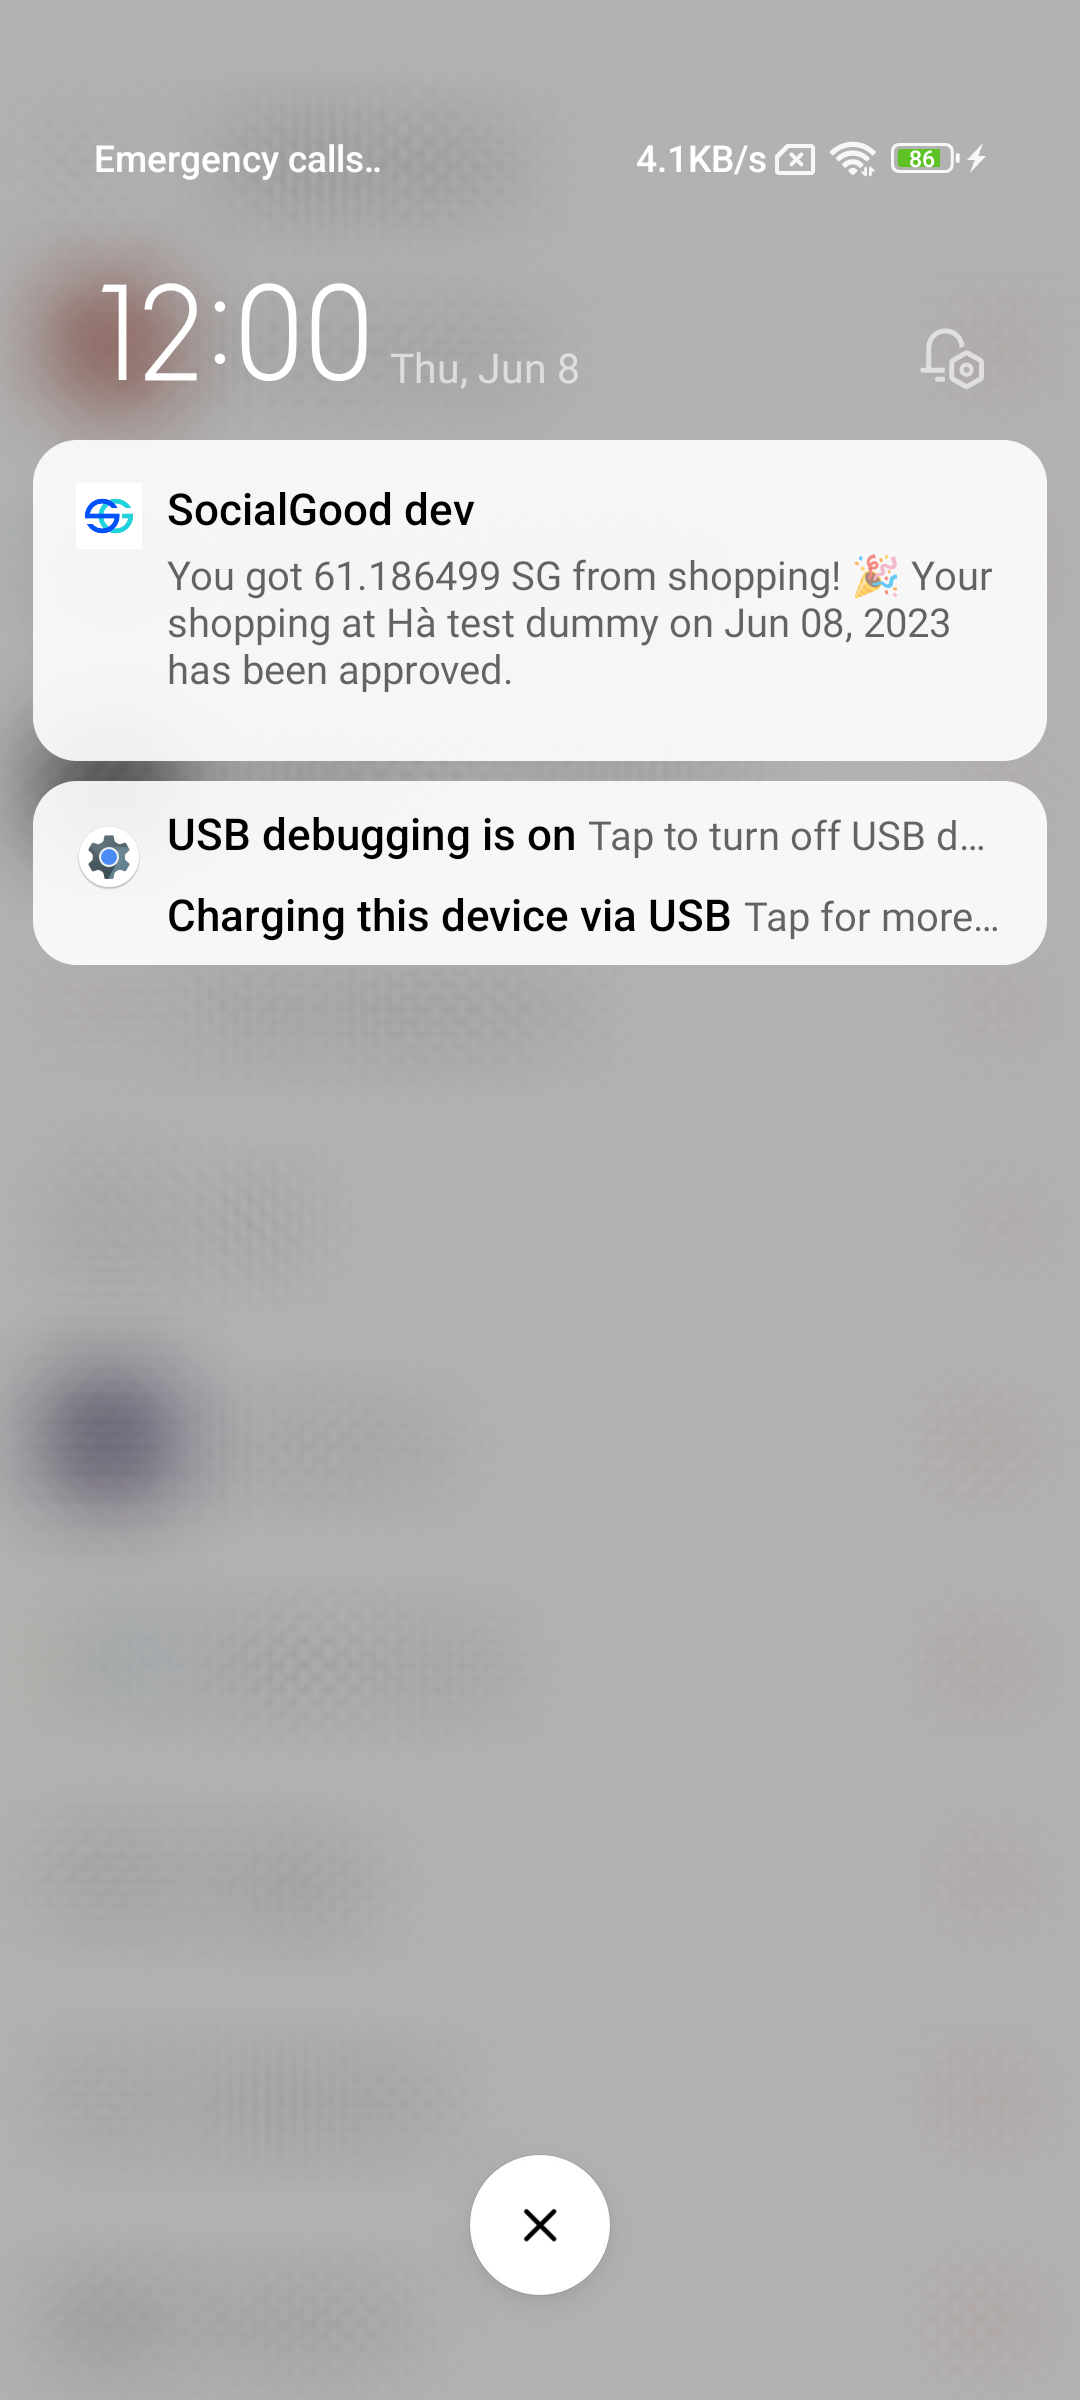 Emergency calls..
4.1KB/s
86
12:00 Thu, Jun 8
SocialGood dev
You got 61.186499 SG from shopping! 🎉 Your
shopping at Hà test dummy on Jun 08, 2023
has been approved.
USB debugging is on Tap to turn off USB d...
Charging this device via USB Tap for more...